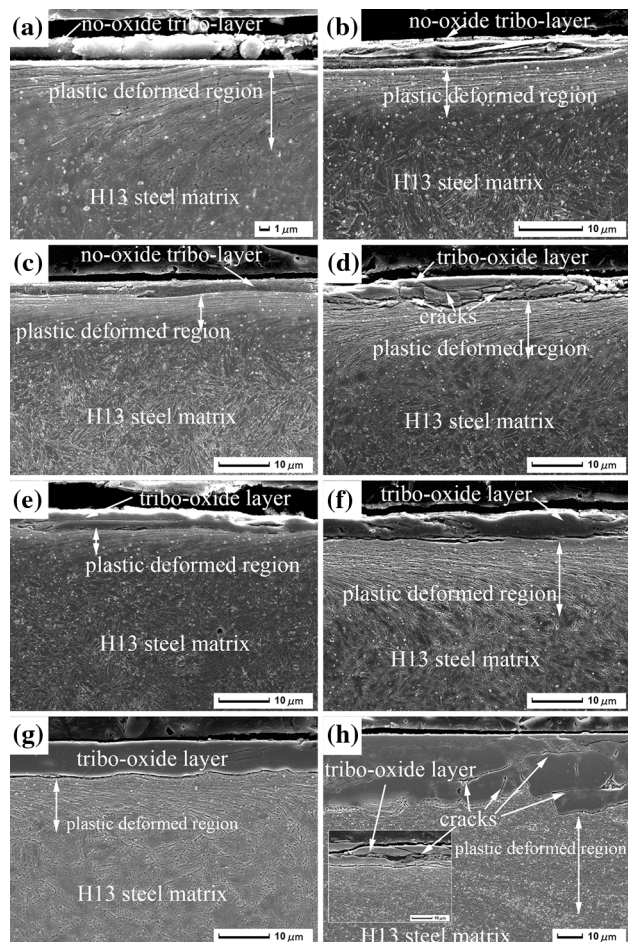 (a)
no-oxide tribo-layer
plastic deformed region
H13 steel matrix
1 μm
(b)
no-oxide tribo-layer
plastic deformed region
H13 steel matrix
10 μm
(c)
no-oxide tribo-layer
plastic deformed region
H13 steel matrix
10 μm
(d)
tribo-oxide layer
cracks
plastic deformed region
H13 steel matrix
10 μm
(e)
tribo-oxide layer
plastic deformed region
H13 steel matrix
10 μm
(f)
tribo-oxide layer
plastic deformed region
H13 steel matrix
10 μm
(g)
tribo-oxide layer
plastic deformed region
H13 steel matrix
10 μm
(h)
tribo-oxide layer
cracks
plastic deformed region
H13 steel matrix
10 μm